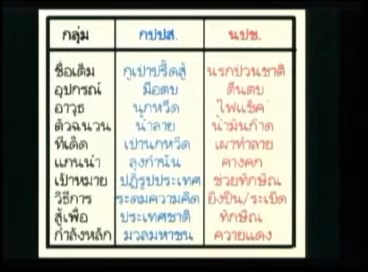 กลุ่ม กปปส. นปช.
ชื่อเดิม กูเป่าปรี๊ดสู้ นรกป่วนชาติ
อุปกรณ์ มือตบ ตีนตบ
อาวุธ นกหวีด ไฟแช็ค
ตัวฉนวน น้ำลาย น้ำมันก๊าด
ทีเด็ด เป่านกหวีด เผาทำลาย
แกนนำ ลุงกำนัน คางคก
เป้าหมาย ปฏิรูปประเทศ ช่วยทักษิณ
วิธีการ ระดมความคิด ยิงปืน/ระเบิด
สู้เพื่อ ประเทศชาติ ทักษิณ
กำลังหลัก มวลมหาชน ควายแดง